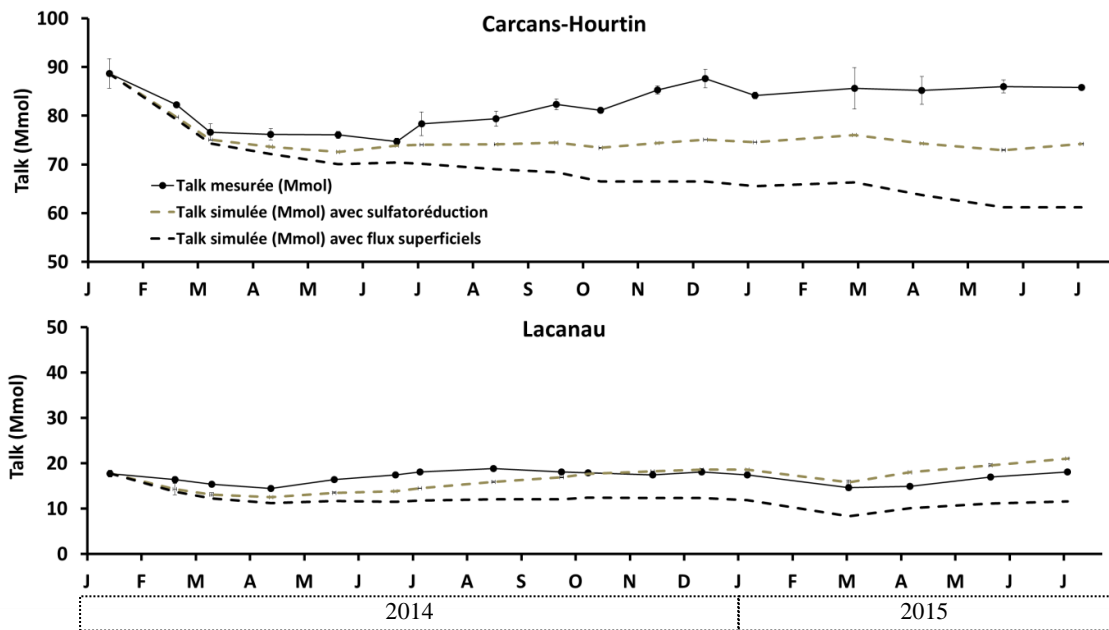 Carcans-Hourtin
Talk (Mmol)
100
90
80
70
60
50
Talk mesurée (Mmol)
Talk simulée (Mmol) avec sulfatoréduction
Talk simulée (Mmol) avec flux superficiels
J F M A M J J A S O N D J F M A M J J
Lacanau
Talk (Mmol)
50
40
30
20
10
0
J F M A M J J A S O N D J F M A M J J
2014 2015